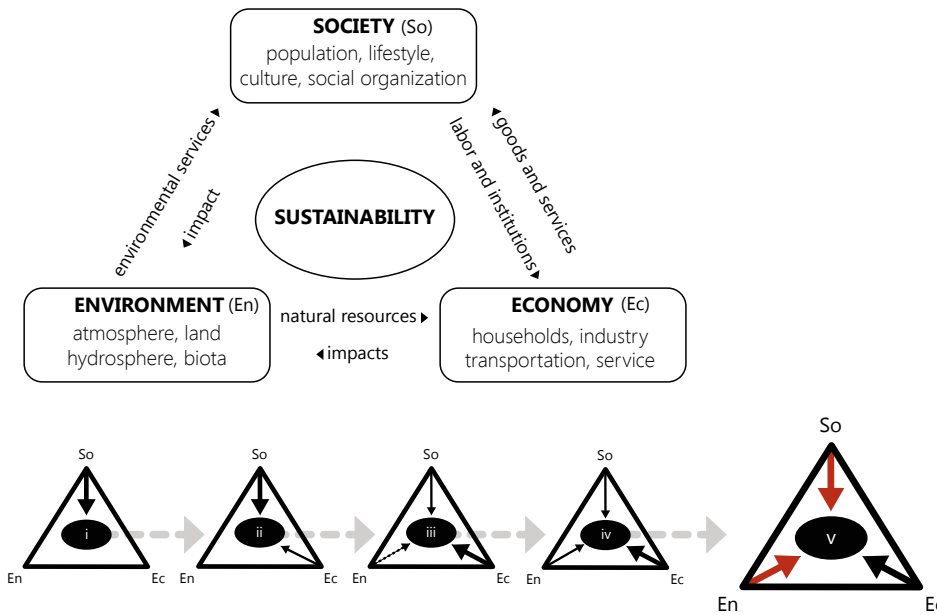 SOCIETY (So)
population, lifestyle,
culture, social organization
environmental services
impact
labor and institutions
goods and services
SUSTAINABILITY
ENVIRONMENT (En)
atmosphere, land
hydrosphere, biota
natural resources
impacts
ECONOMY (Ec)
households, industry
transportation, service
So
i
En
Ec
So
ii
En
Ec
So
iii
En
Ec
So
iv
En
Ec
So
v
En
Ec